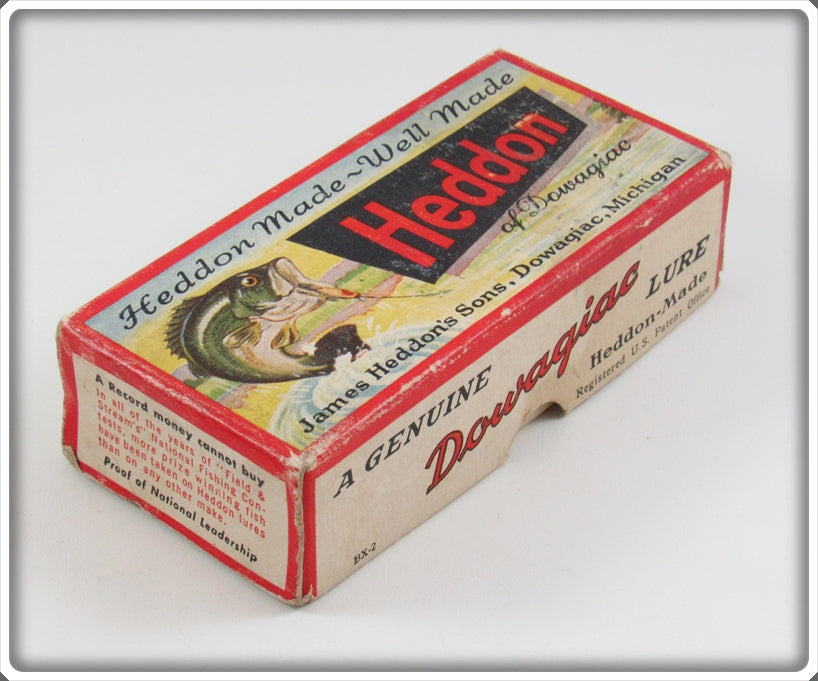 Heddon Made~Well Made
Heddon
of Dowagiac
James Heddon's Sons, Dowagiac, Michigan
A Record money cannot buy
In all of the years of "Field &
Stream's" National Fishing Con-
tests, more prize winning fish
have been taken on Heddon lures
than on any other make.
Proof of National Leadership
A GENUINE
Dowagiac
LURE
Heddon-Made
Registered U.S. Patent Office
BX-2